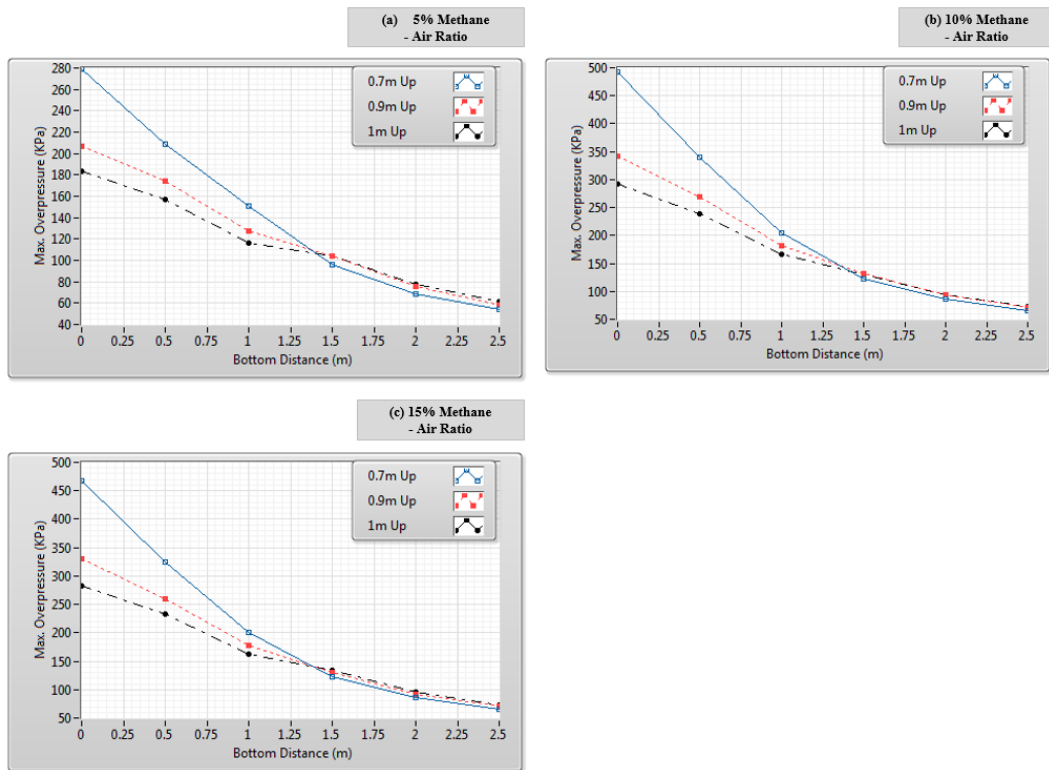 (a) 5% Methane
- Air Ratio
280
260
240
220
200
180
160
140
120
100
80
60
40
Max. Overpressure (KPa)
0.7m Up
0.9m Up
1m Up
0 0.25 0.5 0.75 1 1.25 1.5 1.75 2 2.25 2.5
Bottom Distance (m)
(b) 10% Methane
- Air Ratio
500
450
400
350
300
250
200
150
100
50
Max. Overpressure (KPa)
0.7m Up
0.9m Up
1m Up
0 0.25 0.5 0.75 1 1.25 1.5 1.75 2 2.25 2.5
Bottom Distance (m)
(c) 15% Methane
- Air Ratio
500
450
400
350
300
250
200
150
100
50
Max. Overpressure (KPa)
0.7m Up
0.9m Up
1m Up
0 0.25 0.5 0.75 1 1.25 1.5 1.75 2 2.25 2.5
Bottom Distance (m)